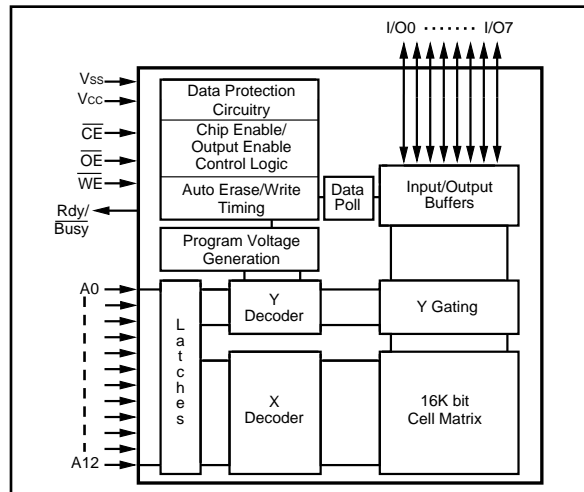 I/O0 ........ I/O7
VSS
VCC
CE
OE
WE
Rdy/
Busy
Data Protection
Circuitry
Chip Enable/
Output Enable
Control Logic
Auto Erase/Write
Timing
Data
Poll
Input/Output
Buffers
Program Voltage
Generation
A0
A12
Latches
Y
Decoder
Y Gating
X
Decoder
16K bit
Cell Matrix